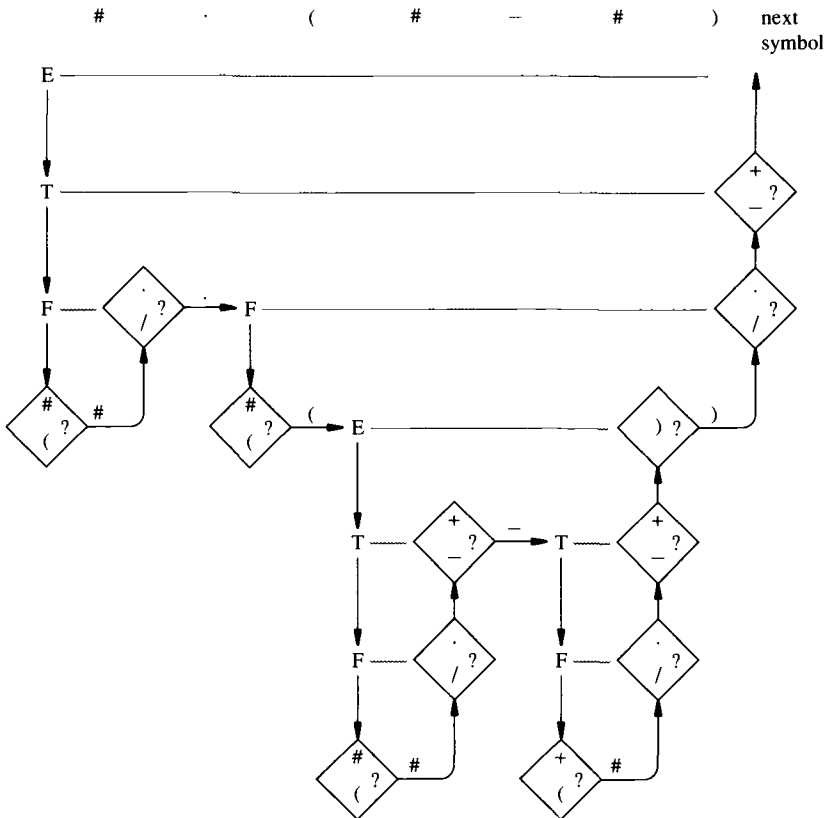 # · ( # − # ) next
symbol
E
+
T ?
−
· ·
F ? · F ?
/ /
# # # ( ) )
? ? E ?
( (
+ − +
T ? T ?
− −
· ·
F ? F ?
/ /
# # + #
? ?
( (